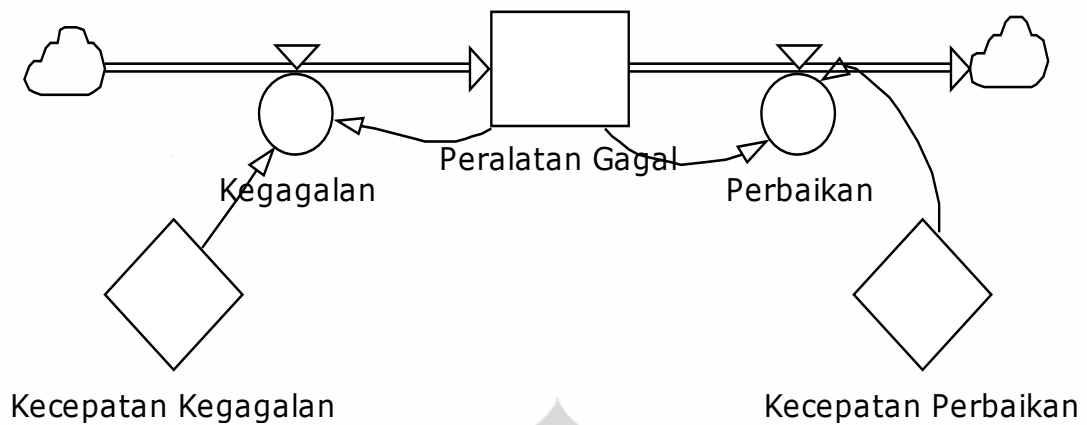 Peralatan Gagal
Kegagalan
Perbaikan
Kecepatan Kegagalan
Kecepatan Perbaikan